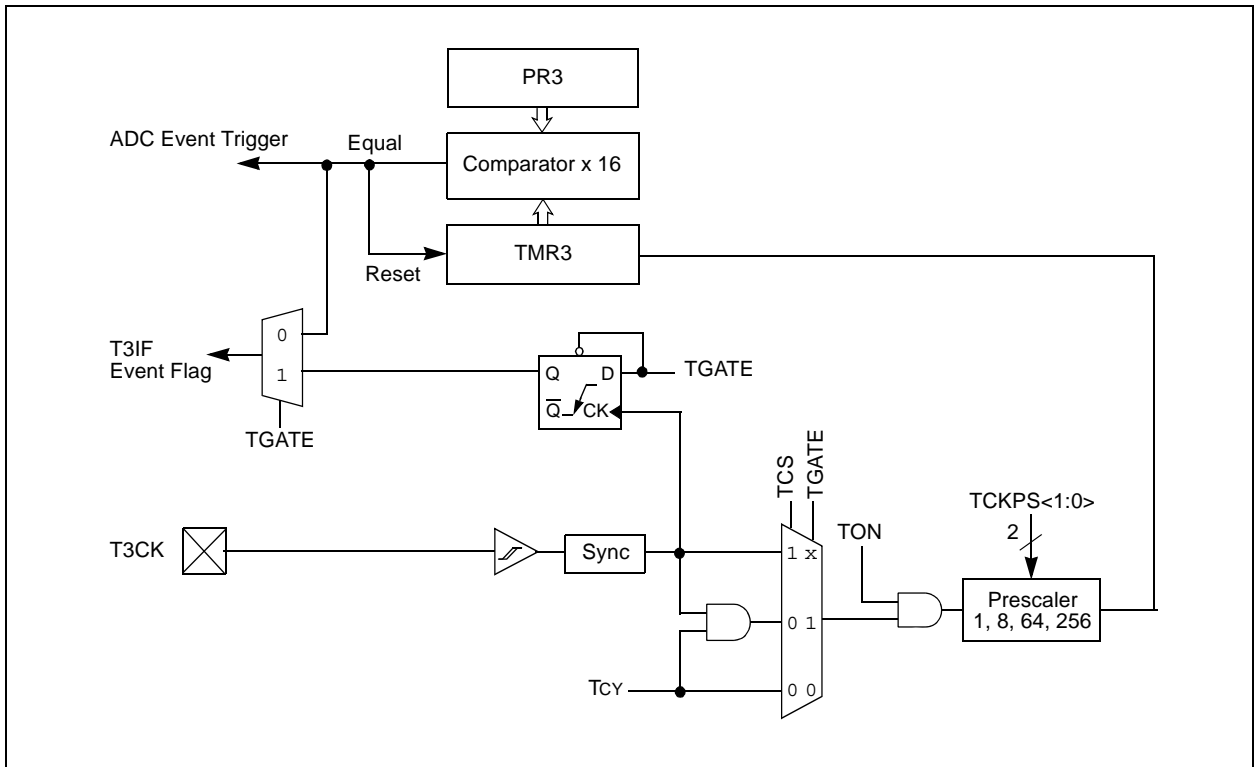 PR3
ADC Event Trigger
Equal
Comparator x 16
TMR3
Reset
0
T3IF
Event Flag
1
TGATE
Q
D
TGATE
Q̅
CK
TCS
TGATE
TCKPS<1:0>
2
T3CK
Sync
1 x
TON
Prescaler
1, 8, 64, 256
0 1
TCY
0 0